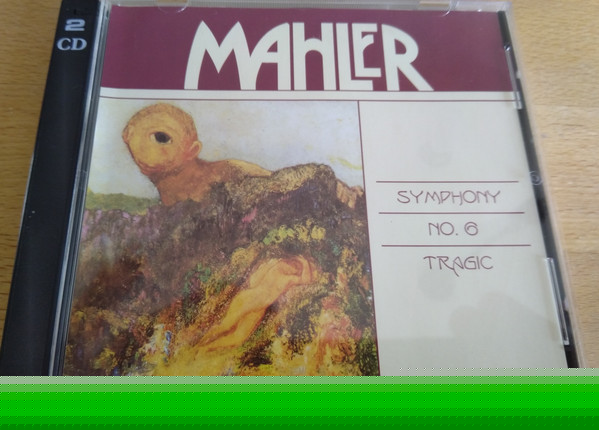 2
CD
MAHLER
SYMPHONY
NO. 6
TRAGIC